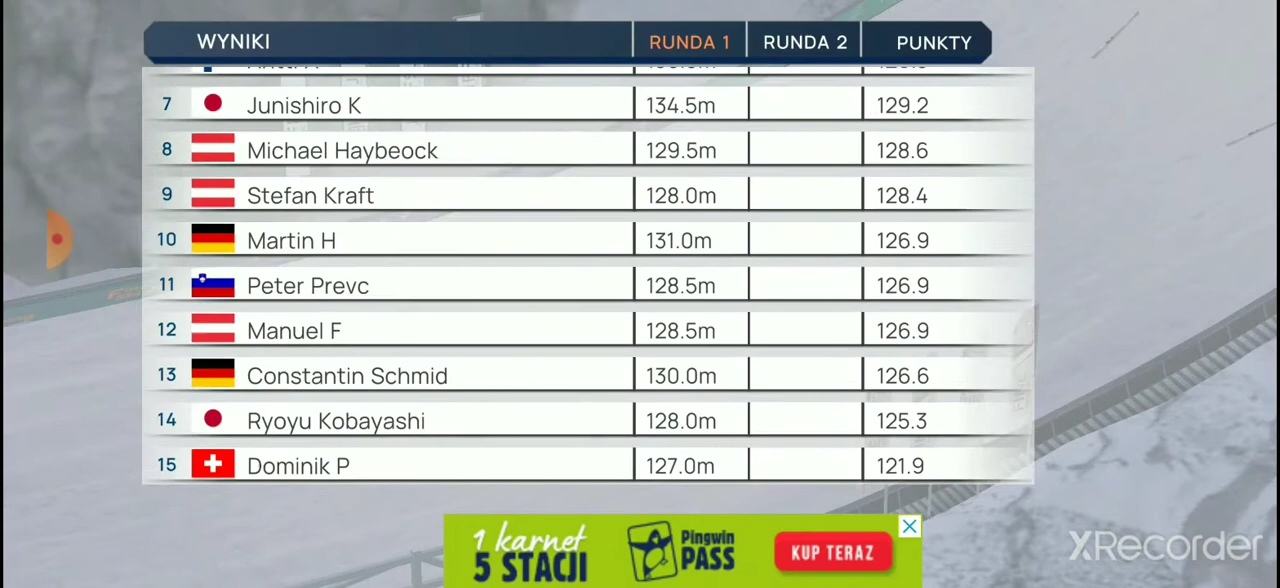 WYNIKI RUNDA 1 RUNDA 2 PUNKTY
7 Junishiro K 134.5m 129.2
8 Michael Haybeock 129.5m 128.6
9 Stefan Kraft 128.0m 128.4
10 Martin H 131.0m 126.9
11 Peter Prevc 128.5m 126.9
12 Manuel F 128.5m 126.9
13 Constantin Schmid 130.0m 126.6
14 Ryoyu Kobayashi 128.0m 125.3
15 Dominik P 127.0m 121.9
1 karnet
5 STACJI
Pingwin
PASS
KUP TERAZ
XRecorder